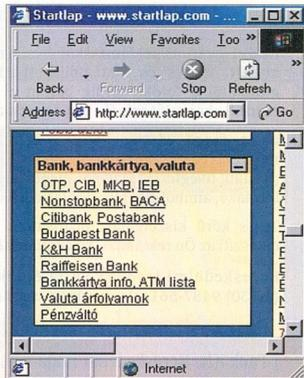 Startlap - www.startlap.com - ...
File Edit View Favorites Too »
Back Forward Stop Refresh »
Address http://www.startlap.com Go
Bank, bankkártya, valuta
OTP, CIB, MKB, IEB
Nonstopbank, BACA
Citibank, Postabank
Budapest Bank
K&H Bank
Raiffeisen Bank
Bankkártya info, ATM lista
Valuta árfolyamok
Pénzváltó
Internet